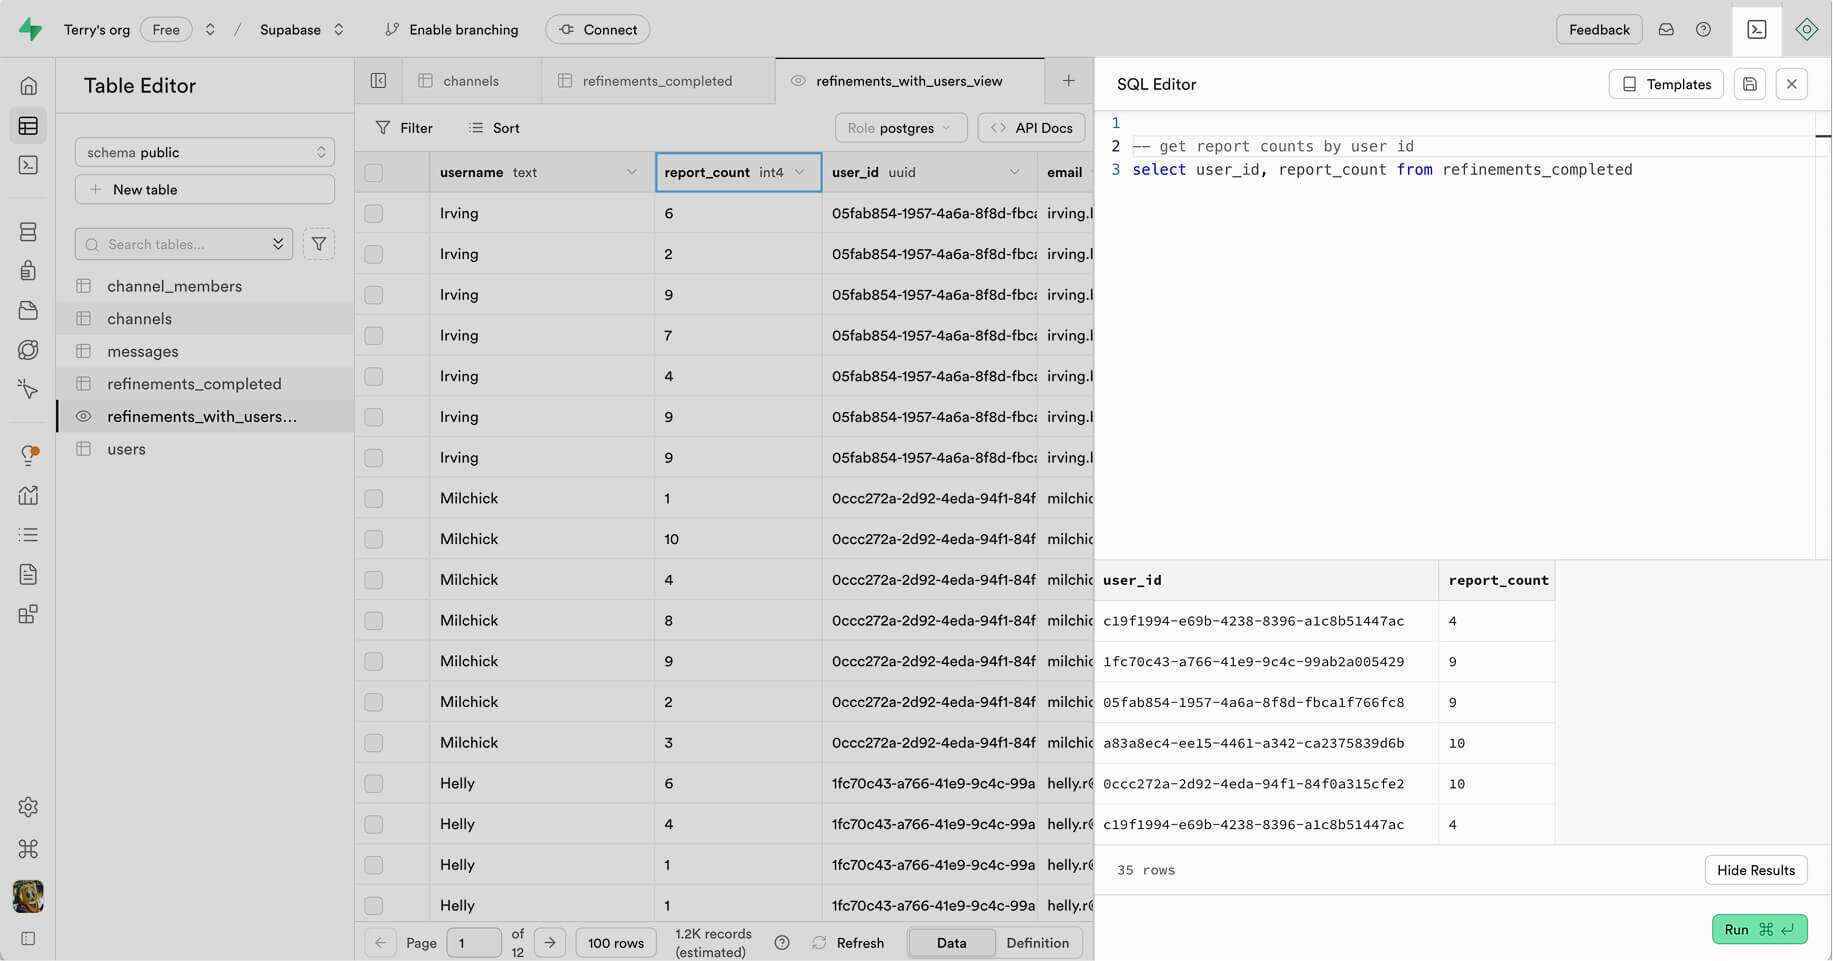 Terry's org Free / Supabase Enable branching Connect Feedback
Table Editor
schema public
New table
Search tables...
channel_members
channels
messages
refinements_completed
refinements_with_users...
users
channels refinements_completed refinements_with_users_view
Filter Sort Role postgres API Docs
username text report_count int4 user_id uuid email
Irving 6 05fab854-1957-4a6a-8f8d-fbca irving.l
Irving 2 05fab854-1957-4a6a-8f8d-fbca irving.l
Irving 9 05fab854-1957-4a6a-8f8d-fbca irving.l
Irving 7 05fab854-1957-4a6a-8f8d-fbca irving.l
Irving 4 05fab854-1957-4a6a-8f8d-fbca irving.l
Irving 9 05fab854-1957-4a6a-8f8d-fbca irving.l
Irving 9 05fab854-1957-4a6a-8f8d-fbca irving.l
Milchick 1 0ccc272a-2d92-4eda-94f1-84f milchic
Milchick 10 0ccc272a-2d92-4eda-94f1-84f milchic
Milchick 4 0ccc272a-2d92-4eda-94f1-84f milchic
Milchick 8 0ccc272a-2d92-4eda-94f1-84f milchic
Milchick 9 0ccc272a-2d92-4eda-94f1-84f milchic
Milchick 2 0ccc272a-2d92-4eda-94f1-84f milchic
Milchick 3 0ccc272a-2d92-4eda-94f1-84f milchic
Helly 6 1fc70c43-a766-41e9-9c4c-99a helly.r@
Helly 4 1fc70c43-a766-41e9-9c4c-99a helly.r@
Helly 1 1fc70c43-a766-41e9-9c4c-99a helly.r@
Helly 1 1fc70c43-a766-41e9-9c4c-99a helly.r@
Page 1 of 12 100 rows 1.2K records (estimated) Refresh Data Definition
SQL Editor Templates
1
2 -- get report counts by user id
3 select user_id, report_count from refinements_completed
user_id report_count
c19f1994-e69b-4238-8396-a1c8b51447ac 4
1fc70c43-a766-41e9-9c4c-99ab2a005429 9
05fab854-1957-4a6a-8f8d-fbca1f766fc8 9
a83a8ec4-ee15-4461-a342-ca2375839d6b 10
0ccc272a-2d92-4eda-94f1-84f0a315cfe2 10
c19f1994-e69b-4238-8396-a1c8b51447ac 4
35 rows Hide Results
Run ⌘ ↵